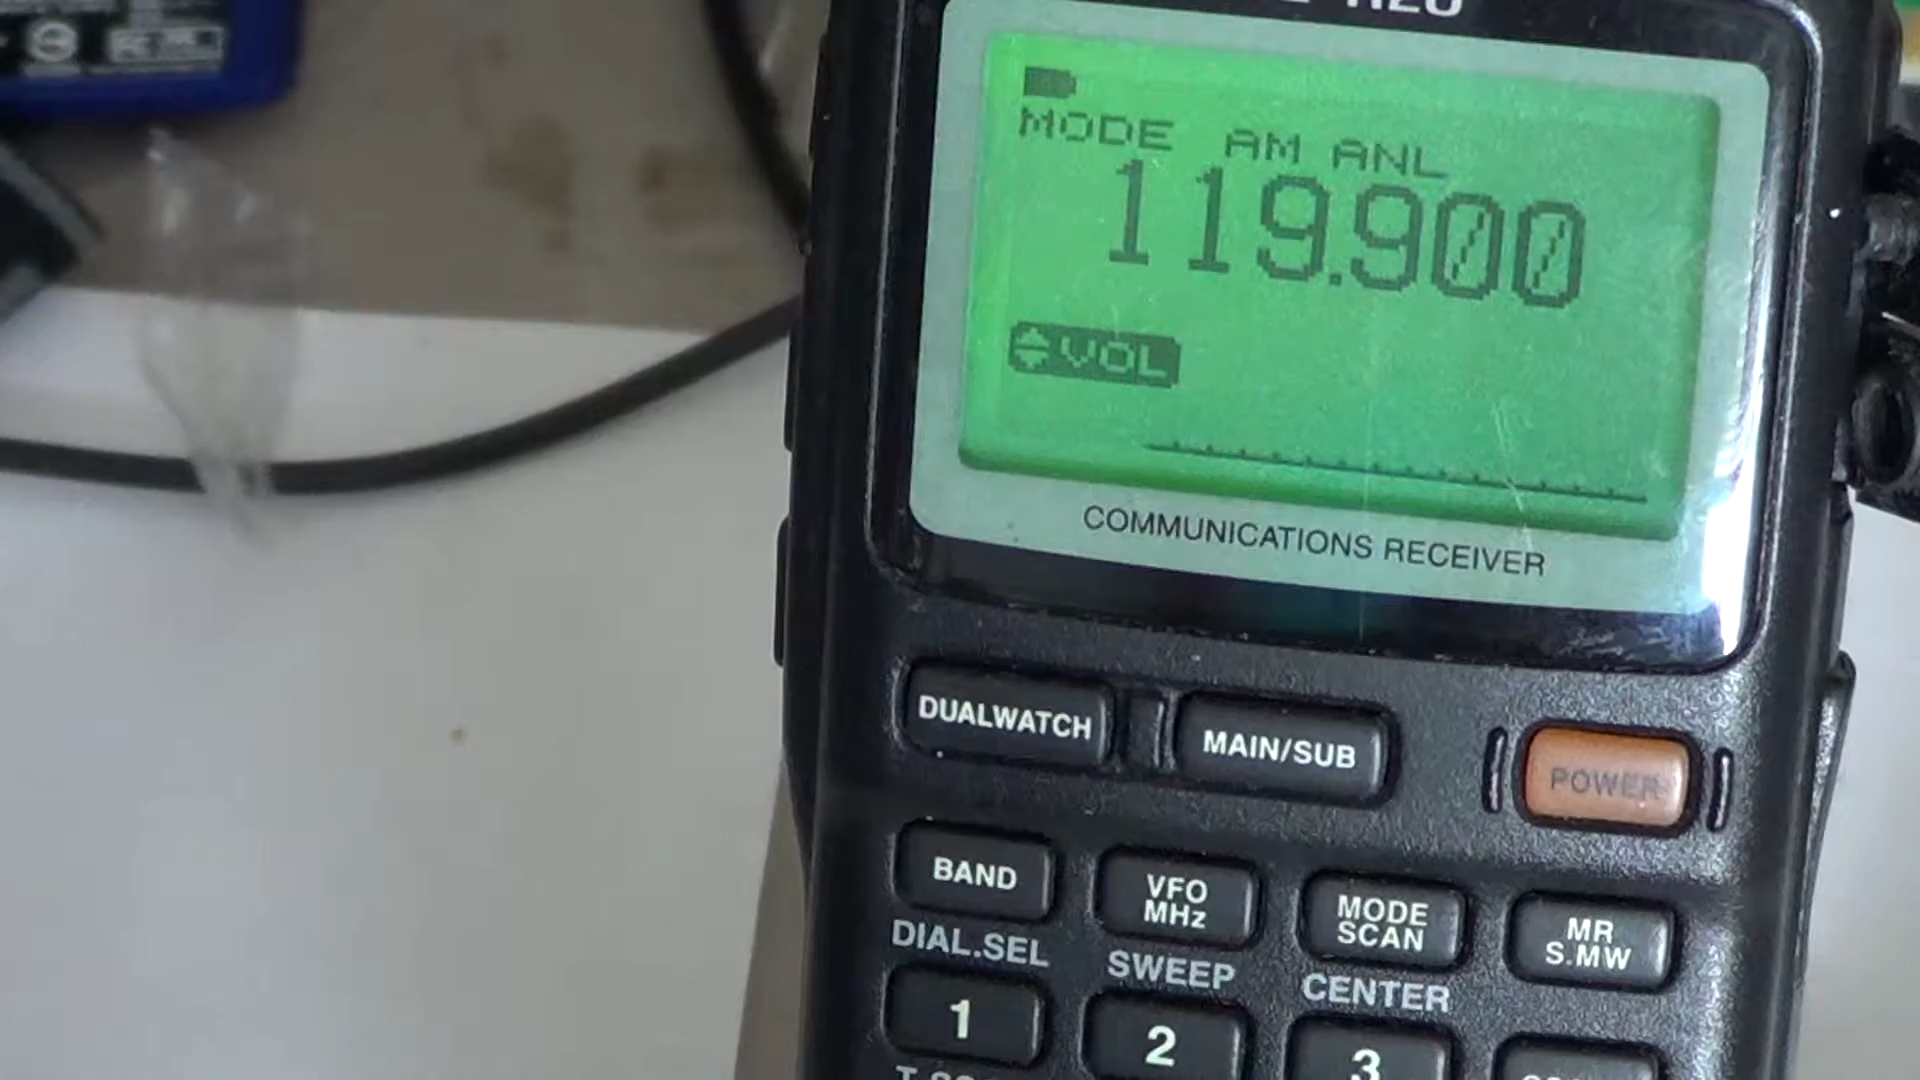 R20
MODE AM ANL
119.900
VOL
COMMUNICATIONS RECEIVER
DUALWATCH
MAIN/SUB
POWER
BAND
VFO
MHz
MODE
SCAN
MR
S.MW
DIAL.SEL
SWEEP
CENTER
1
2
3